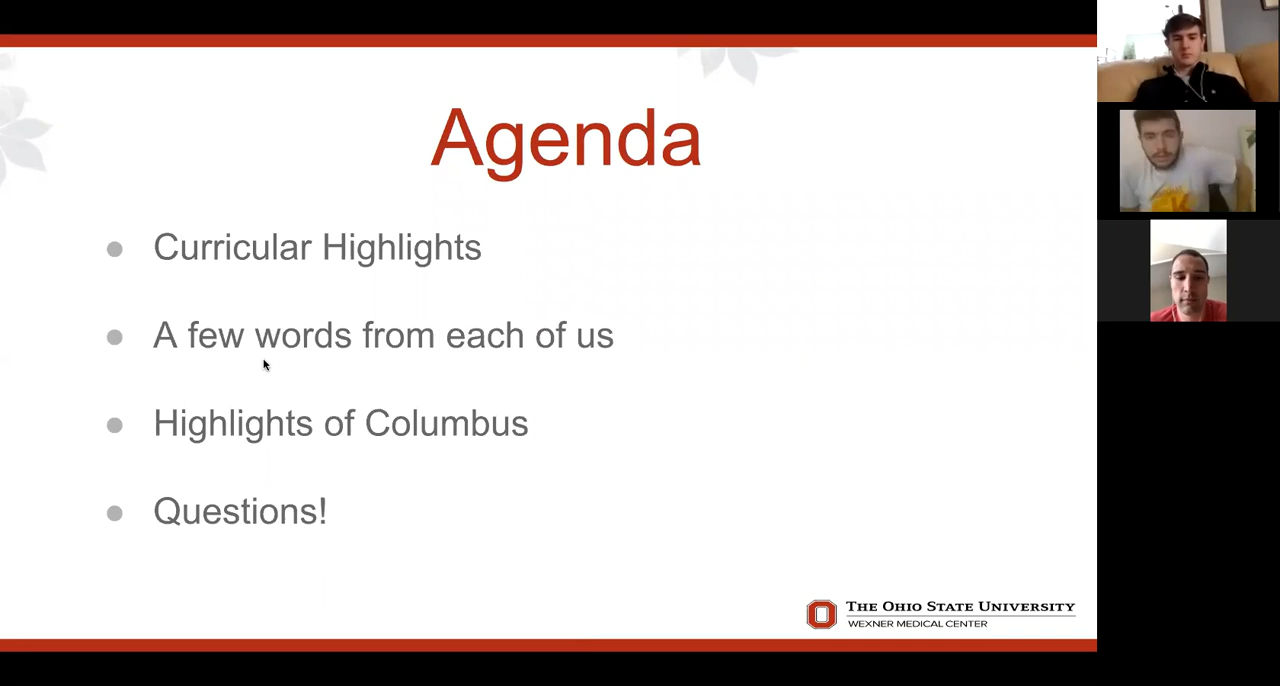 Agenda
Curricular Highlights
A few words from each of us
Highlights of Columbus
Questions!
THE OHIO STATE UNIVERSITY
WEXNER MEDICAL CENTER